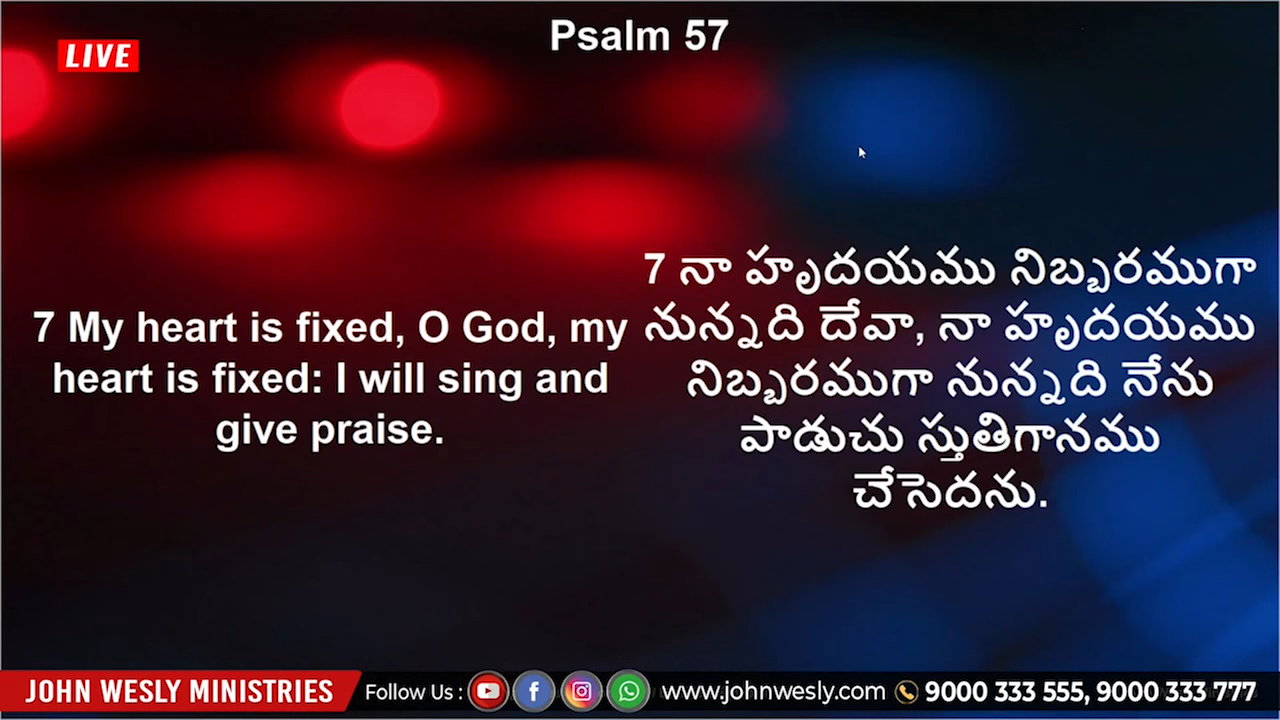 Psalm 57
LIVE
7 My heart is fixed, O God, my
heart is fixed: I will sing and
give praise.
7 నా హృదయము నిబ్బరముగా
నున్నది దేవా, నా హృదయము
నిబ్బరముగా నున్నది నేను
పాడుచు స్తుతిగానము
చేసెదను.
JOHN WESLY MINISTRIES Follow Us : www.johnwesly.com 9000 333 555, 9000 333 777